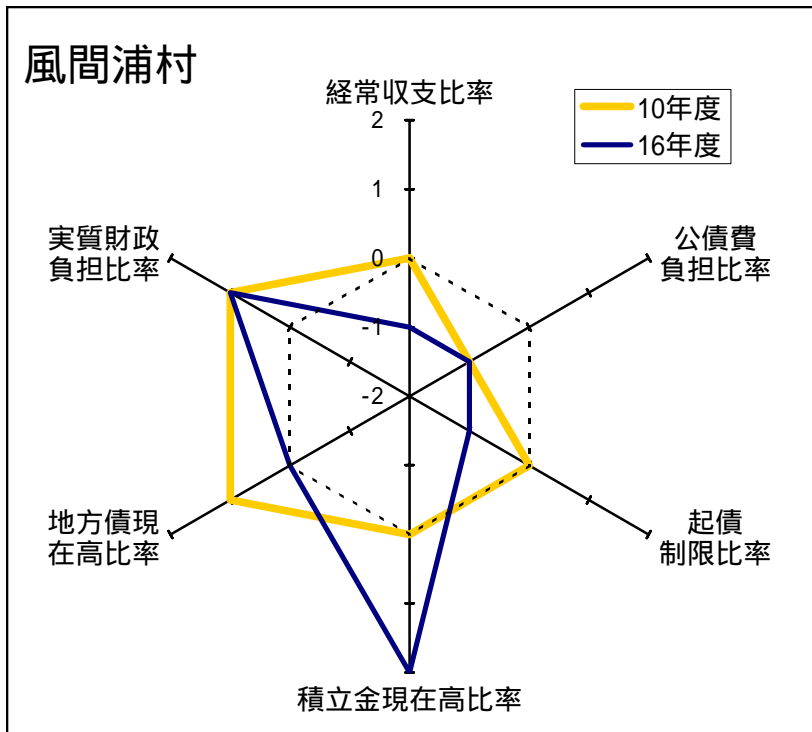 風間浦村
経常収支比率
10年度
16年度
2
1
0
-1
-2
公債費
負担比率
起債
制限比率
積立金現在高比率
地方債現
在高比率
実質財政
負担比率